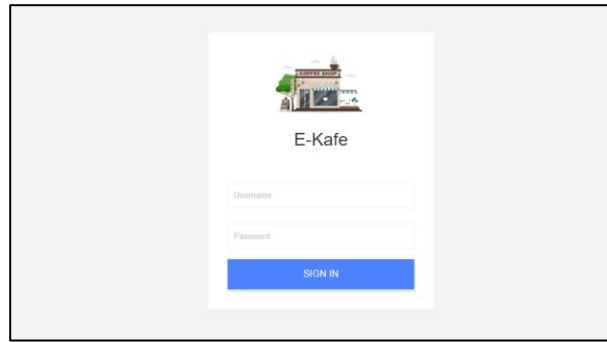 COFFEE SHOP
E-Kafe
Username
Password
SIGN IN